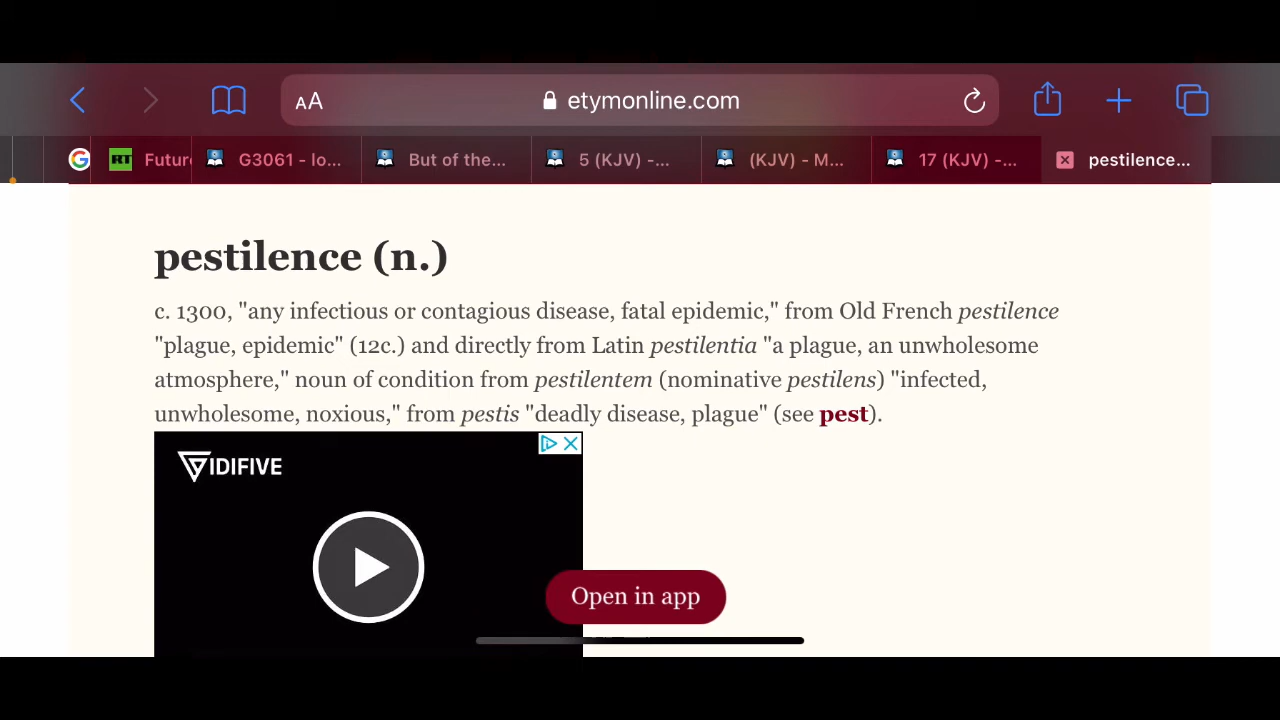 AA
etymonline.com
RT Future
G3061 - lo...
But of the...
5 (KJV) -...
(KJV) - M...
17 (KJV) -...
pestilence...
pestilence (n.)
c. 1300, "any infectious or contagious disease, fatal epidemic," from Old French pestilence
"plague, epidemic" (12c.) and directly from Latin pestilentia "a plague, an unwholesome
atmosphere," noun of condition from pestilentem (nominative pestilens) "infected,
unwholesome, noxious," from pestis "deadly disease, plague" (see pest).
VIDIFIVE
Open in app